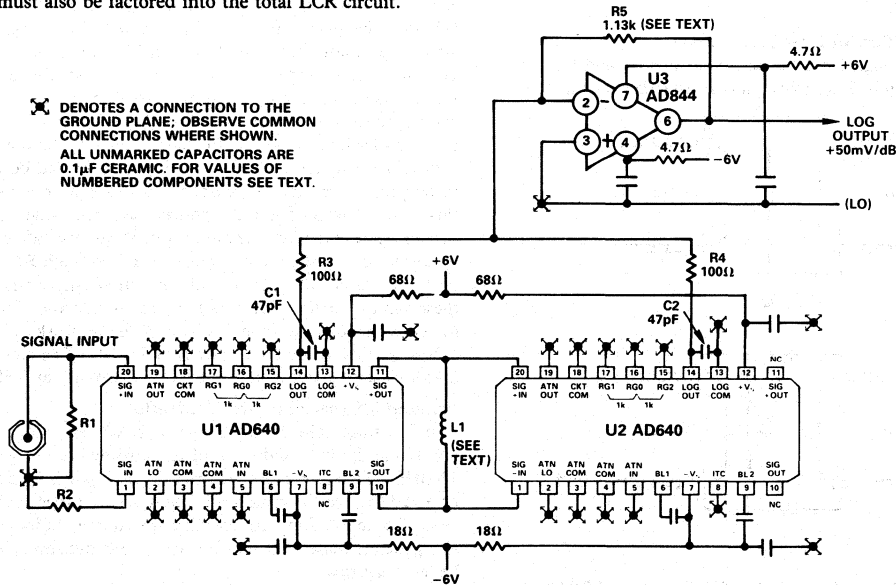 must also be factored into the total LCR circuit.
R5
1.13k (SEE TEXT)
4.7Ω
+6V
U3
AD844
2
−
7
6
3
+
4
4.7Ω
−6V
LOG
OUTPUT
+50mV/dB
(LO)
DENOTES A CONNECTION TO THE
GROUND PLANE; OBSERVE COMMON
CONNECTIONS WHERE SHOWN.
ALL UNMARKED CAPACITORS ARE
0.1µF CERAMIC. FOR VALUES OF
NUMBERED COMPONENTS SEE TEXT.
R3
100Ω
+6V
R4
100Ω
C1
47pF
68Ω
68Ω
C2
47pF
SIGNAL INPUT
R1
R2
20 19 18 17 16 15 14 13 12 11
SIG +IN
ATN OUT
CKT COM
RG1
RG0
RG2
LOG OUT
LOG COM
+VS
SIG +OUT
1k 1k
U1 AD640
SIG IN
ATN LO
ATN COM
ATN COM
ATN IN
BL1
−VS
ITC
BL2
SIG −OUT
1 2 3 4 5 6 7 8 9 10
NC
L1
(SEE
TEXT)
NC
20 19 18 17 16 15 14 13 12 11
SIG +IN
ATN OUT
CKT COM
RG1
RG0
RG2
LOG OUT
LOG COM
+VS
SIG +OUT
1k 1k
U2 AD640
SIG −IN
ATN LO
ATN COM
ATN COM
ATN IN
BL1
−VS
ITC
BL2
SIG OUT
1 2 3 4 5 6 7 8 9 10
NC
18Ω
18Ω
−6V